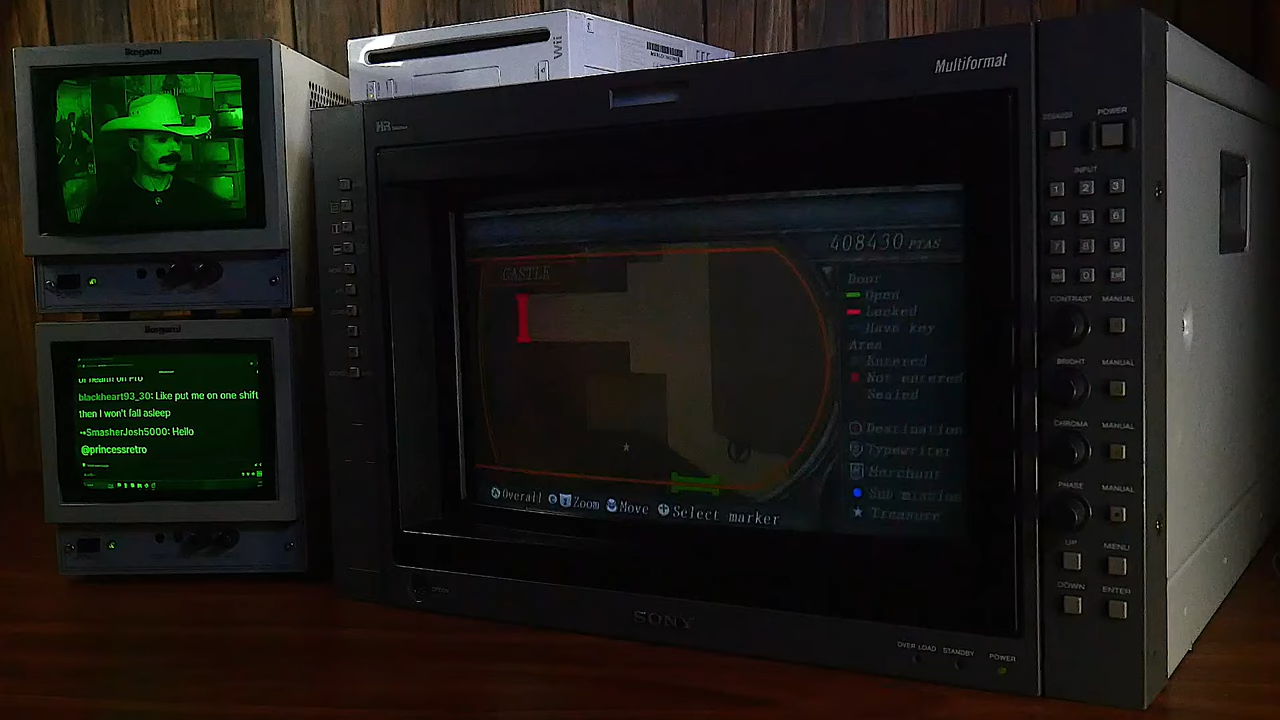 Ikegami
Wii
Multiformat
HR
POWER
INPUT
1 2 3
4 5 6
7 8 9
0
CONTRAST MANUAL
BRIGHT MANUAL
CHROMA MANUAL
PHASE MANUAL
UP MENU
DOWN ENTER
408430 PTAS
CASTLE
Door
Open
Locked
Have key
Area
Entered
Not entered
Sealed
Destination
Typewriter
Merchant
Sub mission
Treasure
Overall Zoom Move Select marker
Ikegami
blackheart93_30: Like put me on one shift
then I won't fall asleep
SmasherJosh5000: Hello
@princessretro
SONY
OVER LOAD STANDBY POWER